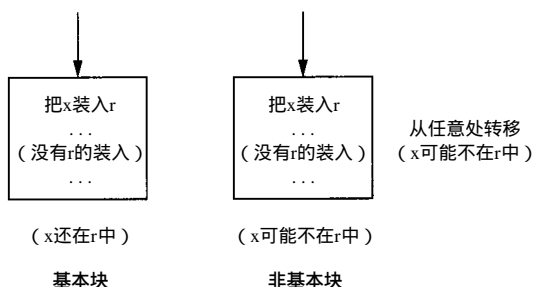 把x装入r
...
（没有r的装入）
...
（x还在r中）
基本块
把x装入r
...
（没有r的装入）
...
（x可能不在r中）
非基本块
从任意处转移
（x可能不在r中）